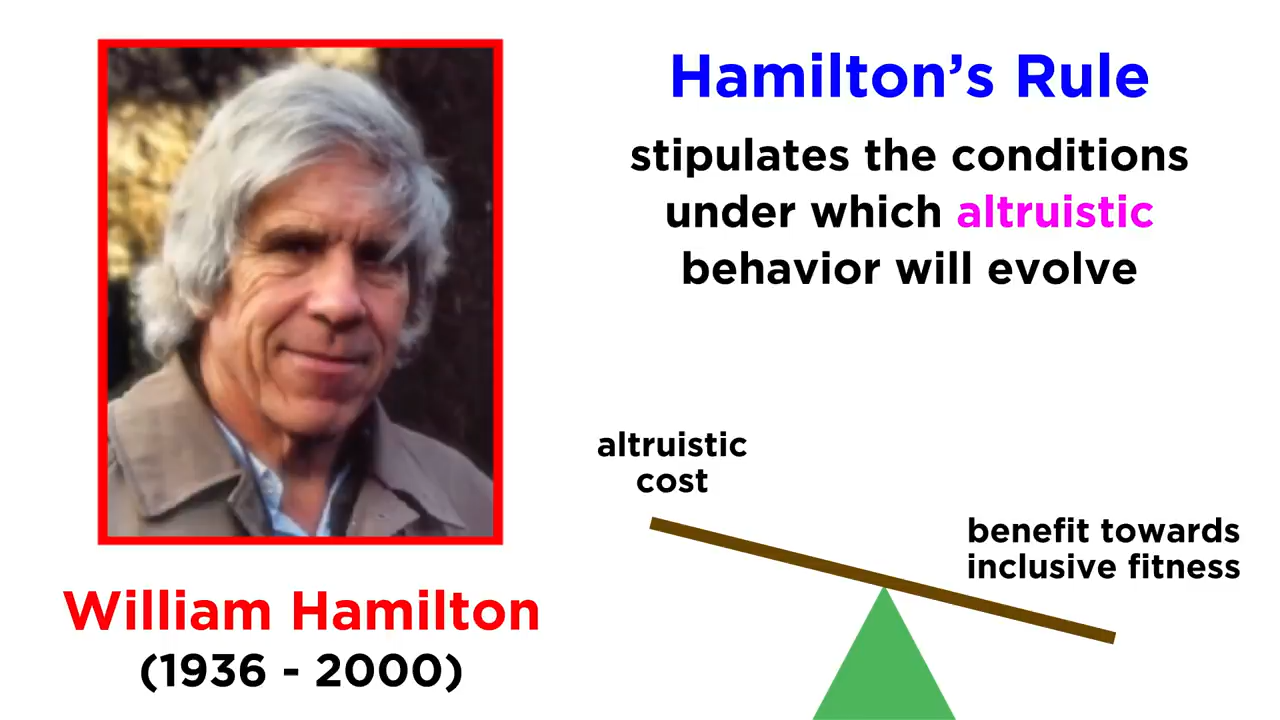 Hamilton’s Rule
stipulates the conditions
under which altruistic
behavior will evolve
altruistic
cost
benefit towards
inclusive fitness
William Hamilton
(1936 - 2000)